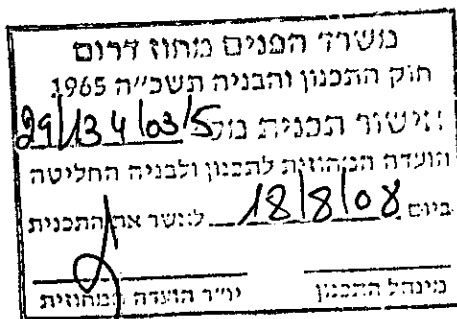 משרד הפנים מחוז דרום
חוק התכנון והבניה תשכ״ה 1965
אישור תכנית מס׳ 29/134/03/5
הועדה המחוזית לתכנון ולבניה החליטה
ביום 18/8/08 לאשר את התכנית
מינהל התכנון יו״ר הועדה המחוזית